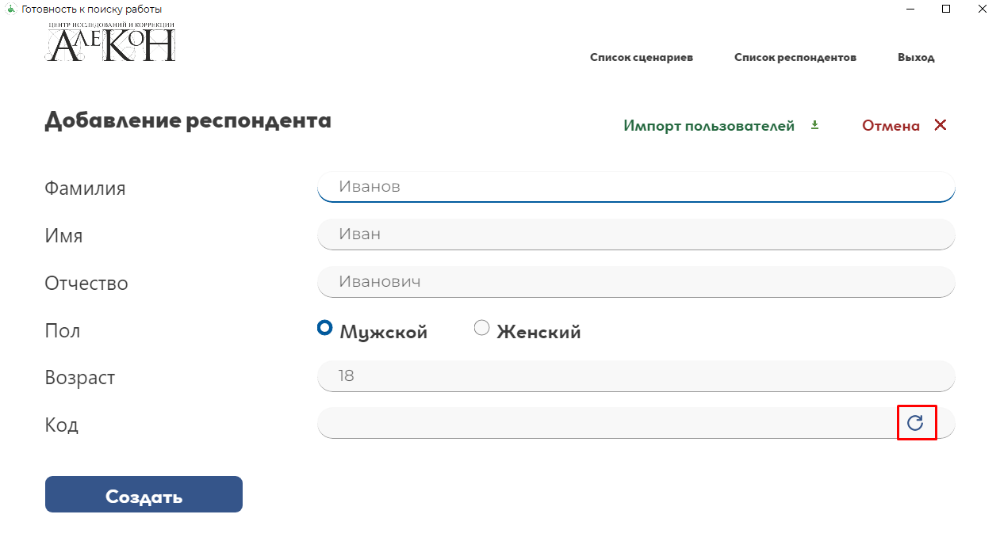 Готовность к поиску работы
ЦЕНТР ИССЛЕДОВАНИЙ И КОРРЕКЦИИ
АЛЕКОН
Список сценариев Список респондентов Выход
Добавление респондента
Импорт пользователей Отмена
Фамилия Иванов
Имя Иван
Отчество Иванович
Пол Мужской Женский
Возраст 18
Код
Создать